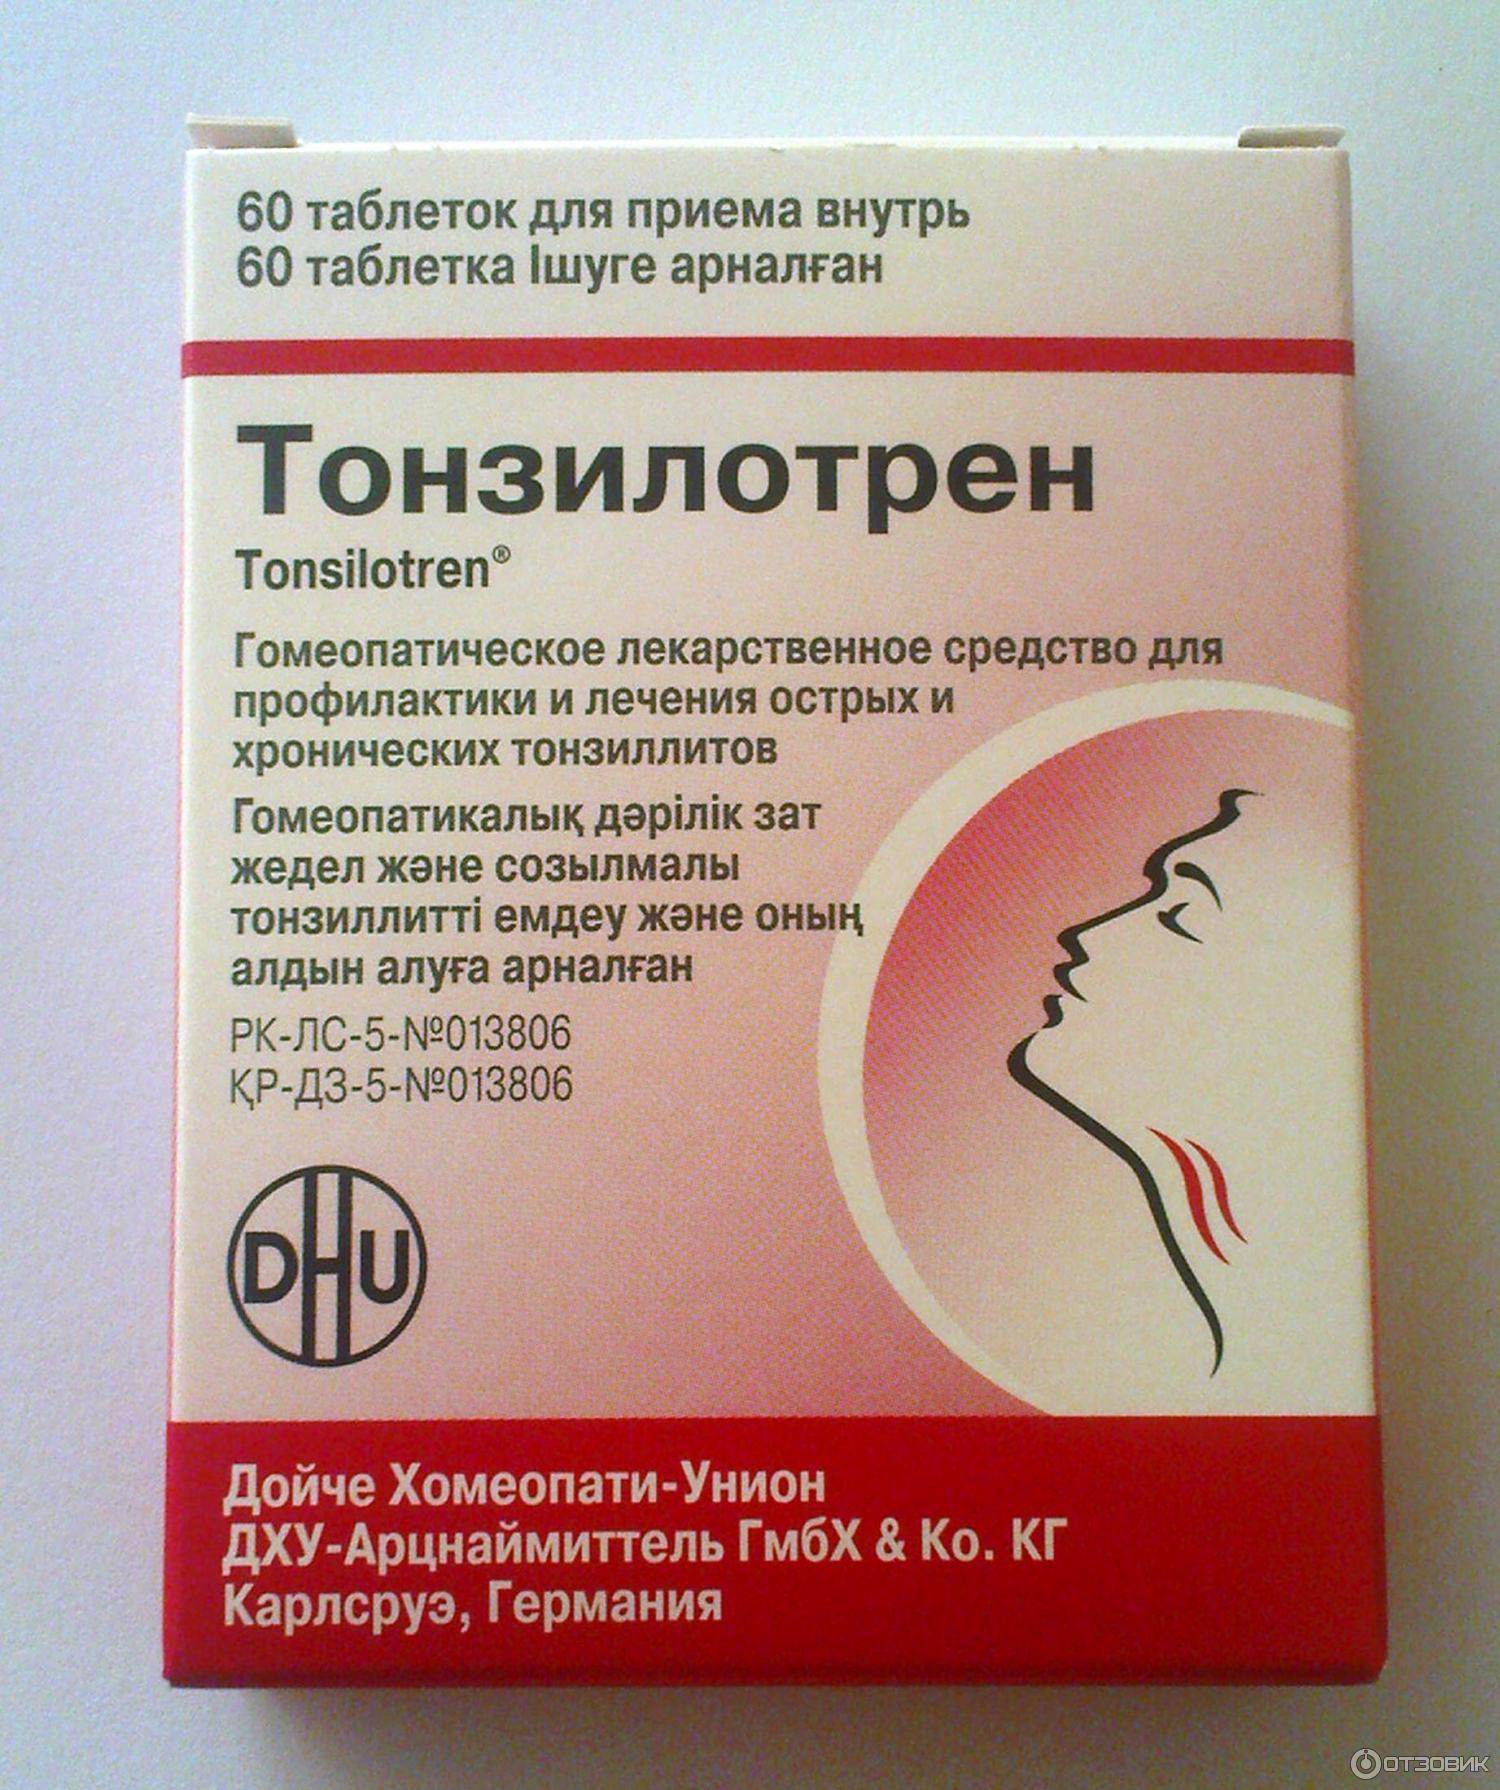 60 таблеток для приема внутрь
60 таблетка Ішуге арналған
Тонзилотрен
Tonsilotren®
Гомеопатическое лекарственное средство для
профилактики и лечения острых и
хронических тонзиллитов
Гомеопатикалық дәрілік зат
жедел және созылмалы
тонзиллитті емдеу және оның
алдын алуға арналған
РК-ЛС-5-№013806
ҚР-ДЗ-5-№013806
DHU
Дойче Хомеопати-Унион
ДХУ-Арцнаймиттель ГмбХ & Ко. КГ
Карлсруэ, Германия
ОТЗОВИК